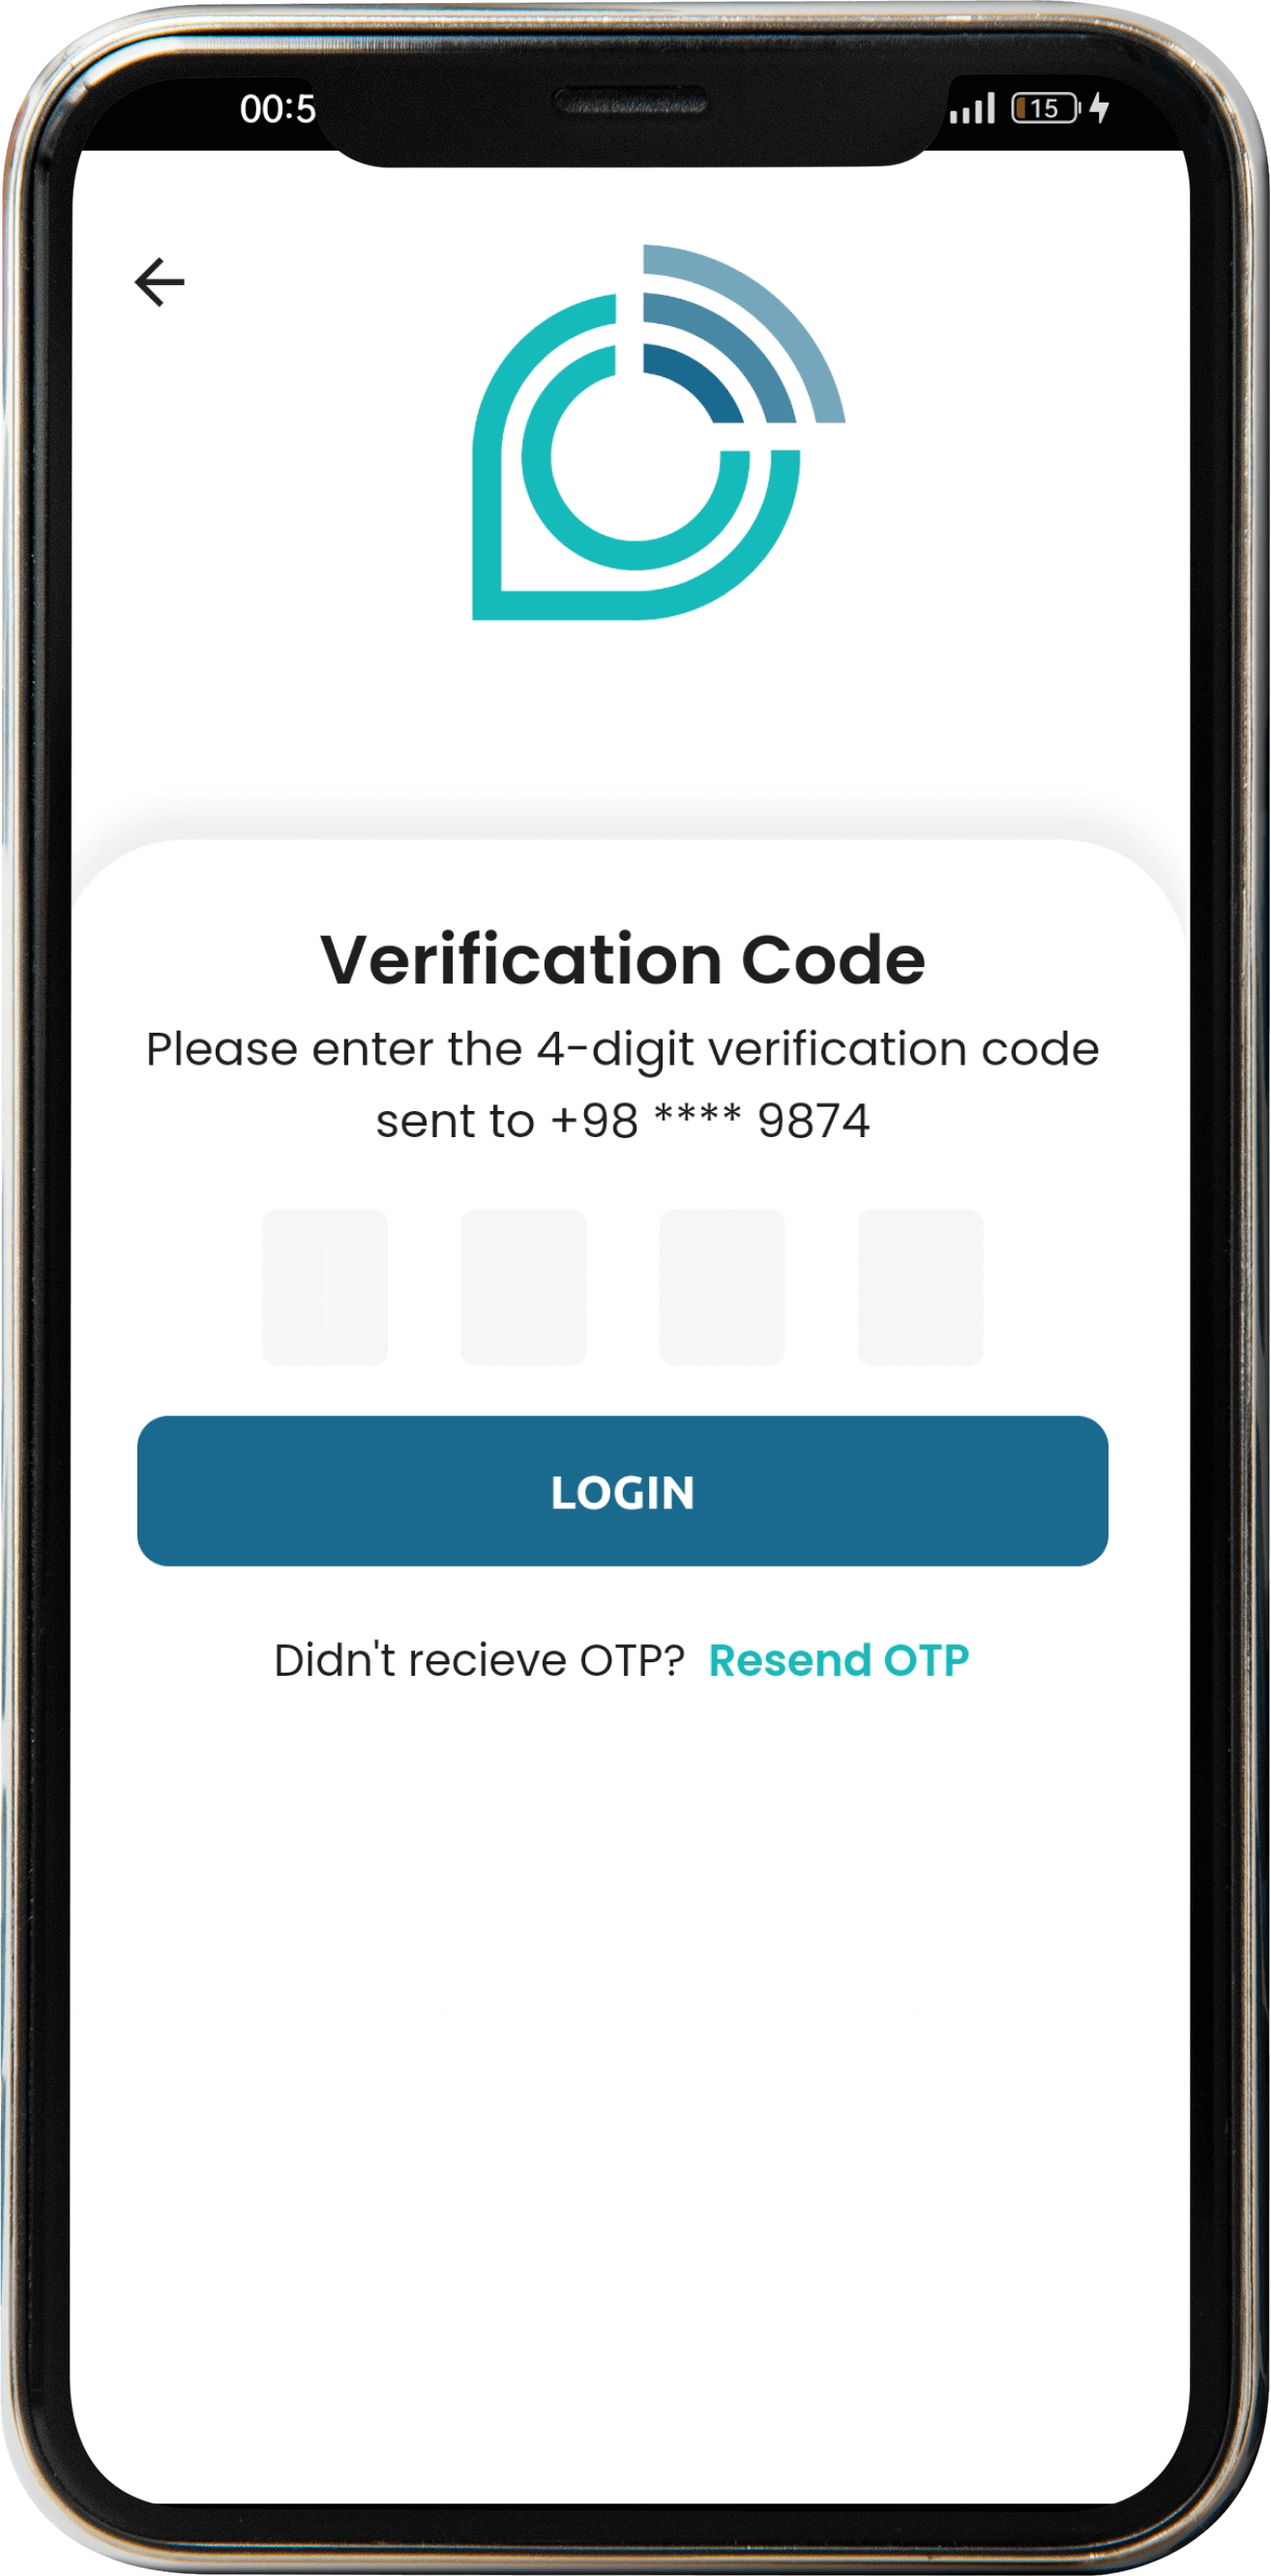 00:5
15
Verification Code
Please enter the 4-digit verification code
sent to +98 **** 9874
LOGIN
Didn't recieve OTP? Resend OTP